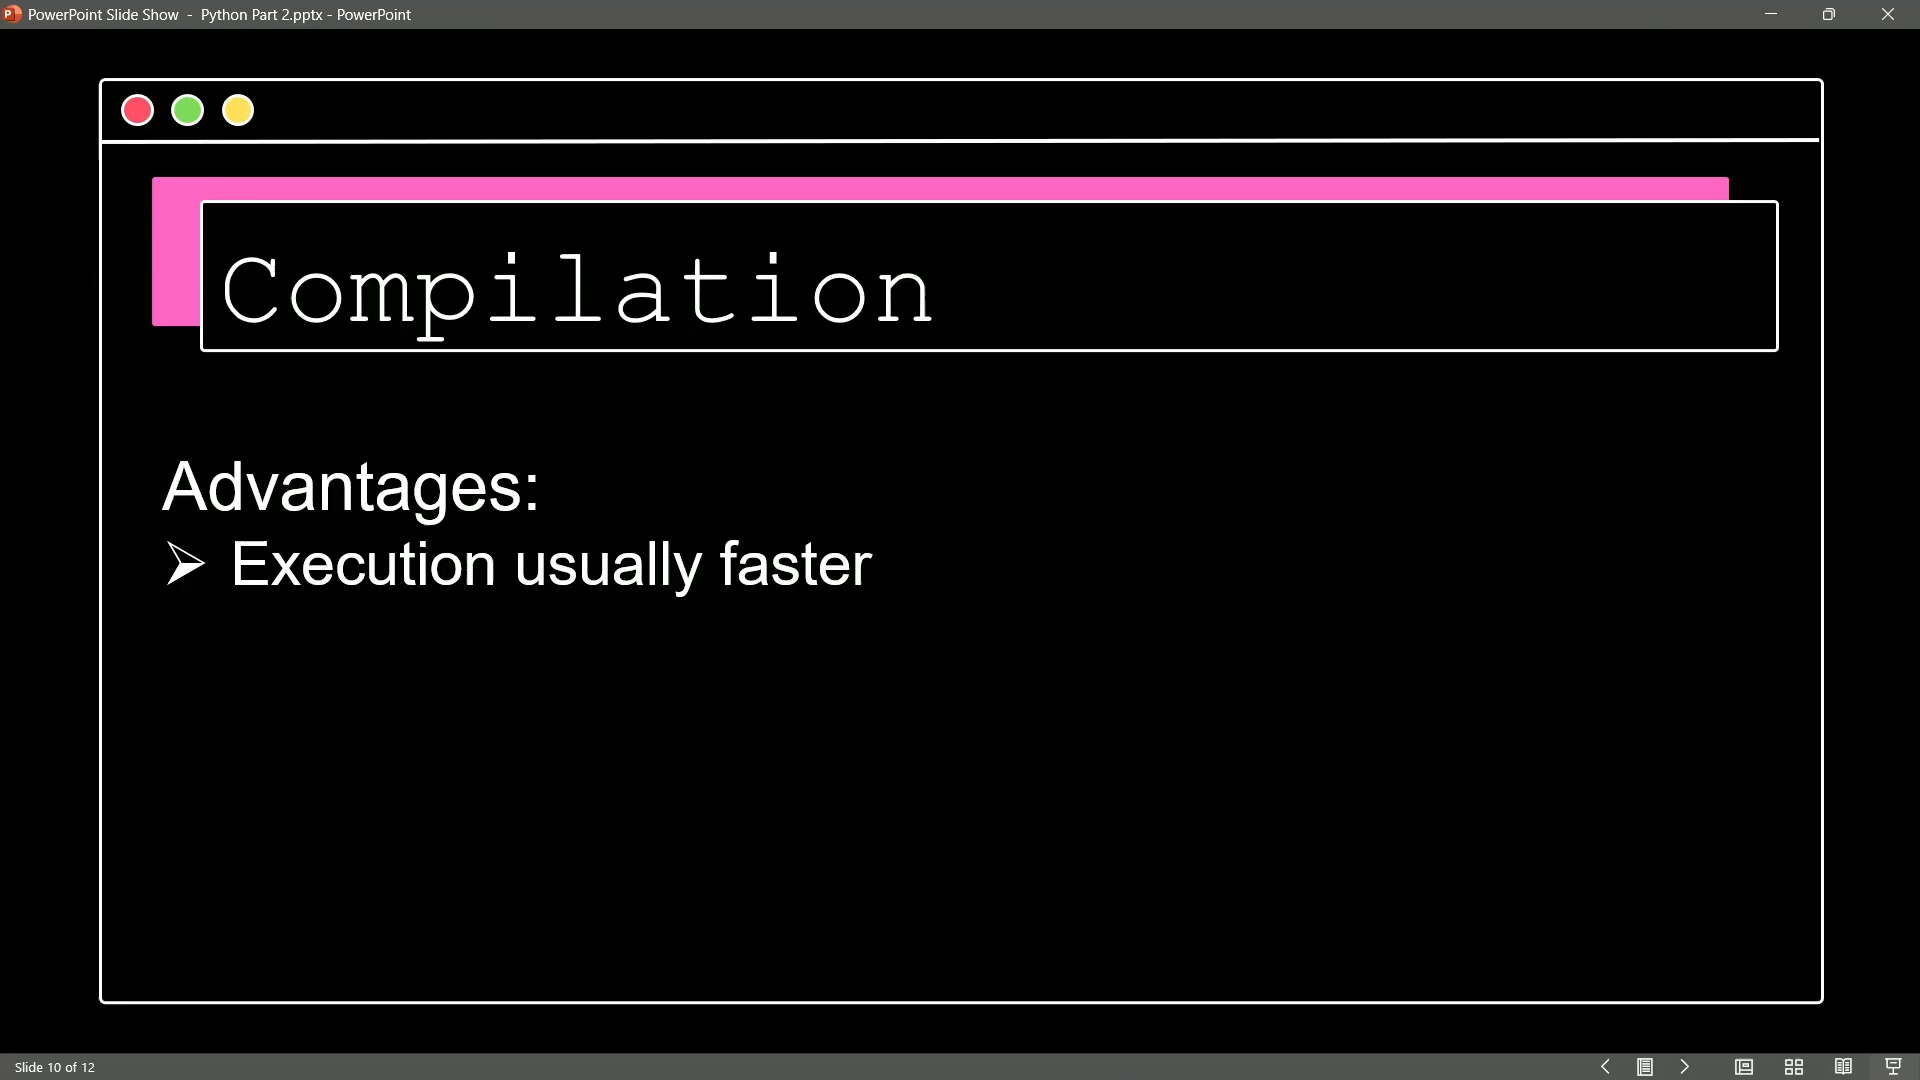 PowerPoint Slide Show - Python Part 2.pptx - PowerPoint
Compilation
Advantages:
➢ Execution usually faster
Slide 10 of 12